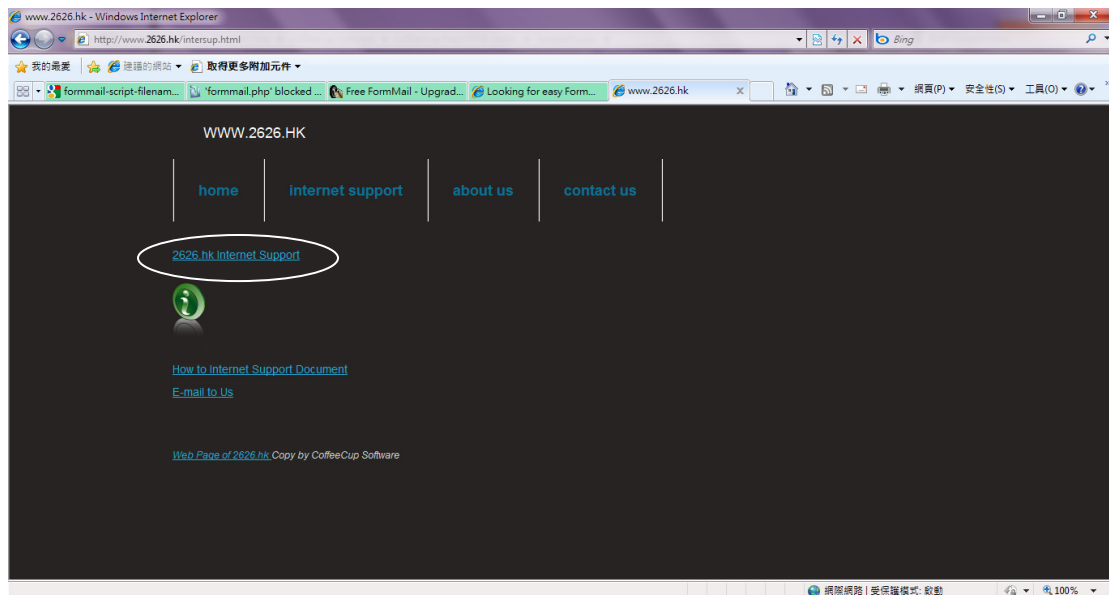 www.2626.hk - Windows Internet Explorer
http://www.2626.hk/intersup.html
Bing
我的最愛 建議的網站 取得更多附加元件
formmail-script-filenam... 'formmail.php' blocked ... Free FormMail - Upgrad... Looking for easy Form... www.2626.hk 網頁(P) 安全性(S) 工具(O)
WWW.2626.HK
home internet support about us contact us
2626.hk Internet Support
How to Internet Support Document
E-mail to Us
Web Page of 2626.hk Copy by CoffeeCup Software
網際網路 | 受保護模式: 啟動 100%